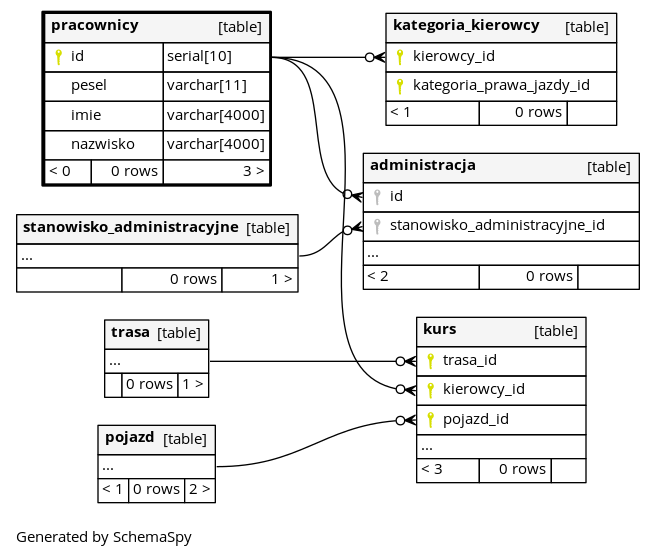 pracownicy [table]
id serial[10]
pesel varchar[11]
imie varchar[4000]
nazwisko varchar[4000]
< 0 0 rows 3 >
kategoria_kierowcy [table]
kierowcy_id
kategoria_prawa_jazdy_id
< 1 0 rows
administracja [table]
id
stanowisko_administracyjne_id
...
< 2 0 rows
stanowisko_administracyjne [table]
...
0 rows 1 >
trasa [table]
...
0 rows 1 >
kurs [table]
trasa_id
kierowcy_id
pojazd_id
...
< 3 0 rows
pojazd [table]
...
< 1 0 rows 2 >
Generated by SchemaSpy